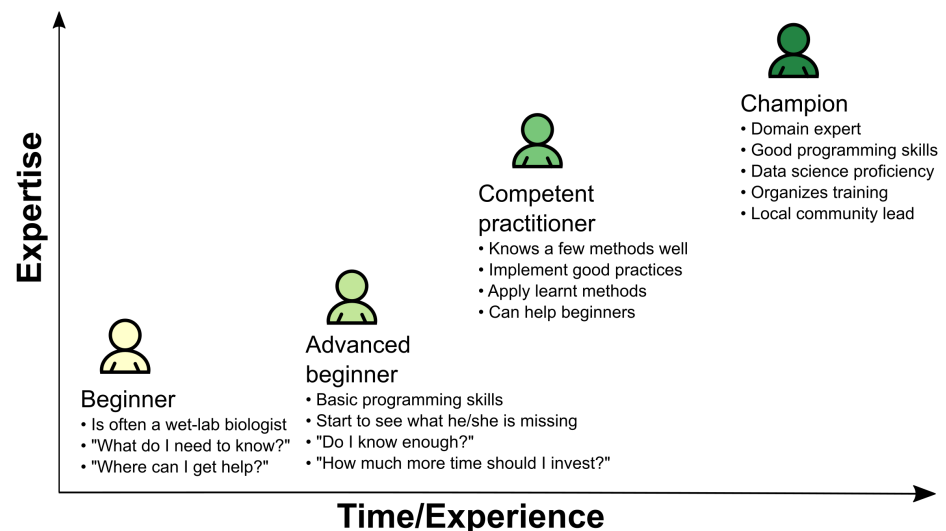 Expertise
Champion
• Domain expert
• Good programming skills
• Data science proficiency
• Organizes training
• Local community lead
Competent
practitioner
• Knows a few methods well
• Implement good practices
• Apply learnt methods
• Can help beginners
Advanced
beginner
• Basic programming skills
• Start to see what he/she is missing
• "Do I know enough?"
• "How much more time should I invest?"
Beginner
• Is often a wet-lab biologist
• "What do I need to know?"
• "Where can I get help?"
Time/Experience